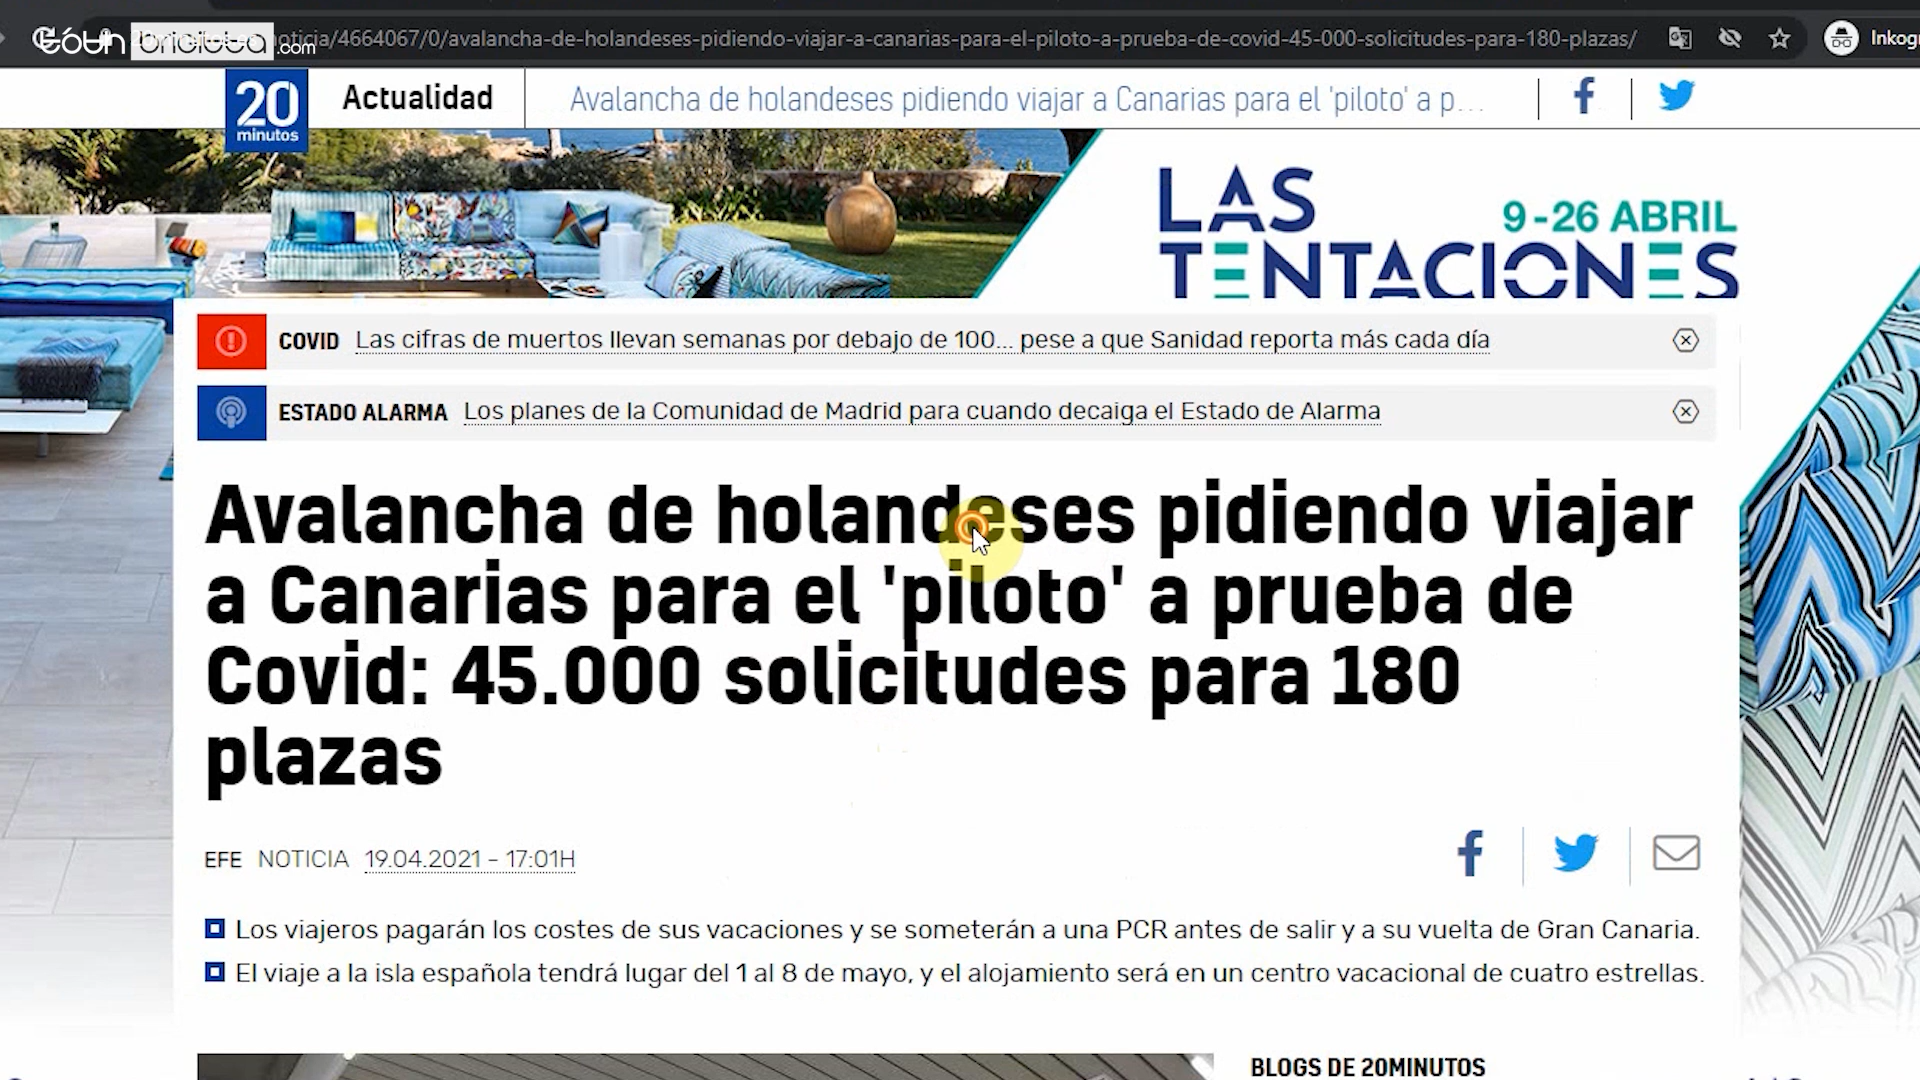 .com
noticia/4664067/0/avalancha-de-holandeses-pidiendo-viajar-a-canarias-para-el-piloto-a-prueba-de-covid-45-000-solicitudes-para-180-plazas/
Inkog
20 minutos
Actualidad
Avalancha de holandeses pidiendo viajar a Canarias para el 'piloto' a p...
LAS
9-26 ABRIL
TENTACIONES
COVID Las cifras de muertos llevan semanas por debajo de 100... pese a que Sanidad reporta más cada día
ESTADO ALARMA Los planes de la Comunidad de Madrid para cuando decaiga el Estado de Alarma
Avalancha de holandeses pidiendo viajar
a Canarias para el 'piloto' a prueba de
Covid: 45.000 solicitudes para 180
plazas
EFE NOTICIA 19.04.2021 - 17:01H
Los viajeros pagarán los costes de sus vacaciones y se someterán a una PCR antes de salir y a su vuelta de Gran Canaria.
El viaje a la isla española tendrá lugar del 1 al 8 de mayo, y el alojamiento será en un centro vacacional de cuatro estrellas.
BLOGS DE 20MINUTOS